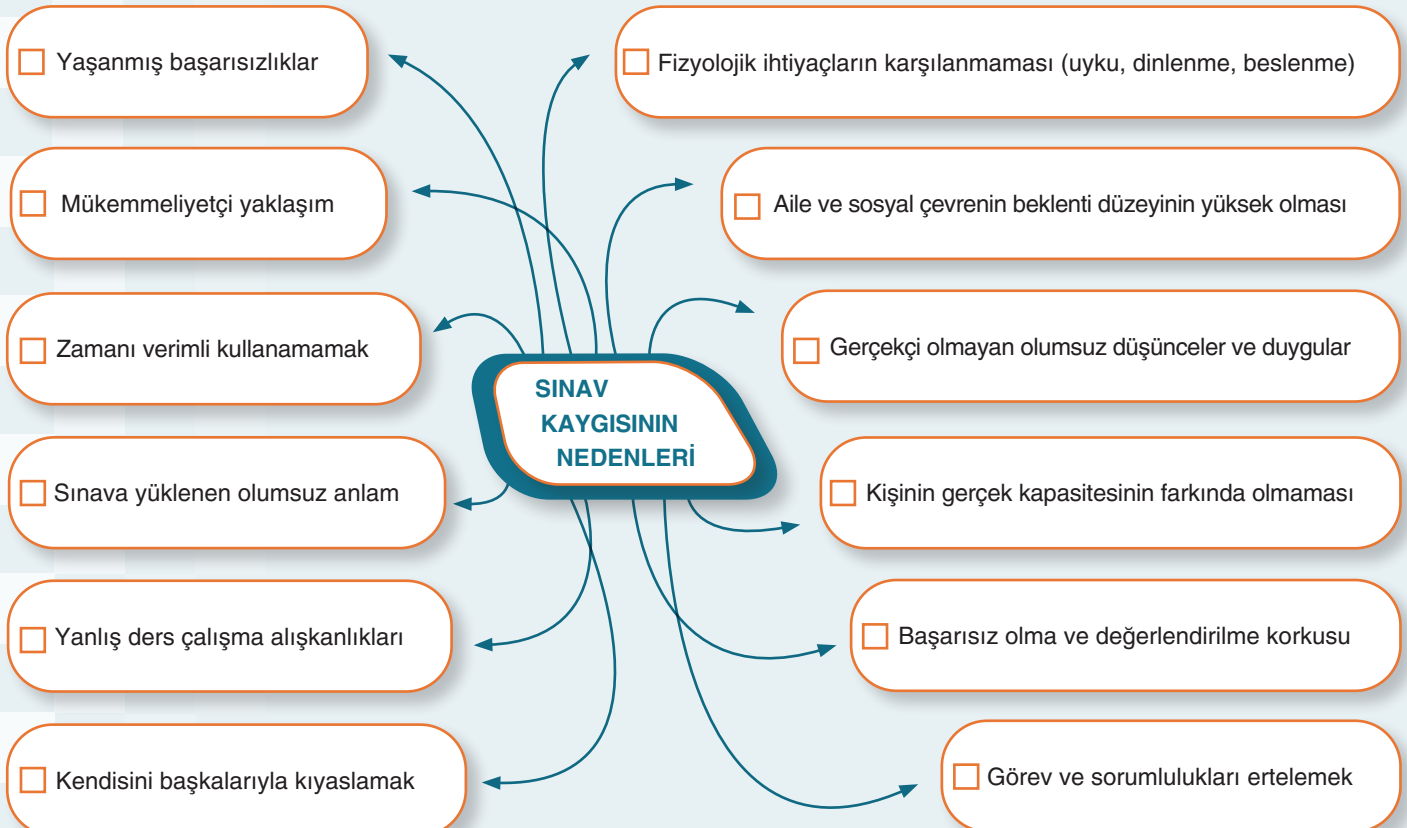 Yaşanmış başarısızlıklar
Fizyolojik ihtiyaçların karşılanmaması (uyku, dinlenme, beslenme)
Mükemmeliyetçi yaklaşım
Aile ve sosyal çevrenin beklenti düzeyinin yüksek olması
Zamanı verimli kullanamamak
Gerçekçi olmayan olumsuz düşünceler ve duygular
SINAV
KAYGISININ
NEDENLERİ
Sınava yüklenen olumsuz anlam
Kişinin gerçek kapasitesinin farkında olmaması
Yanlış ders çalışma alışkanlıkları
Başarısız olma ve değerlendirilme korkusu
Kendisini başkalarıyla kıyaslamak
Görev ve sorumlulukları ertelemek